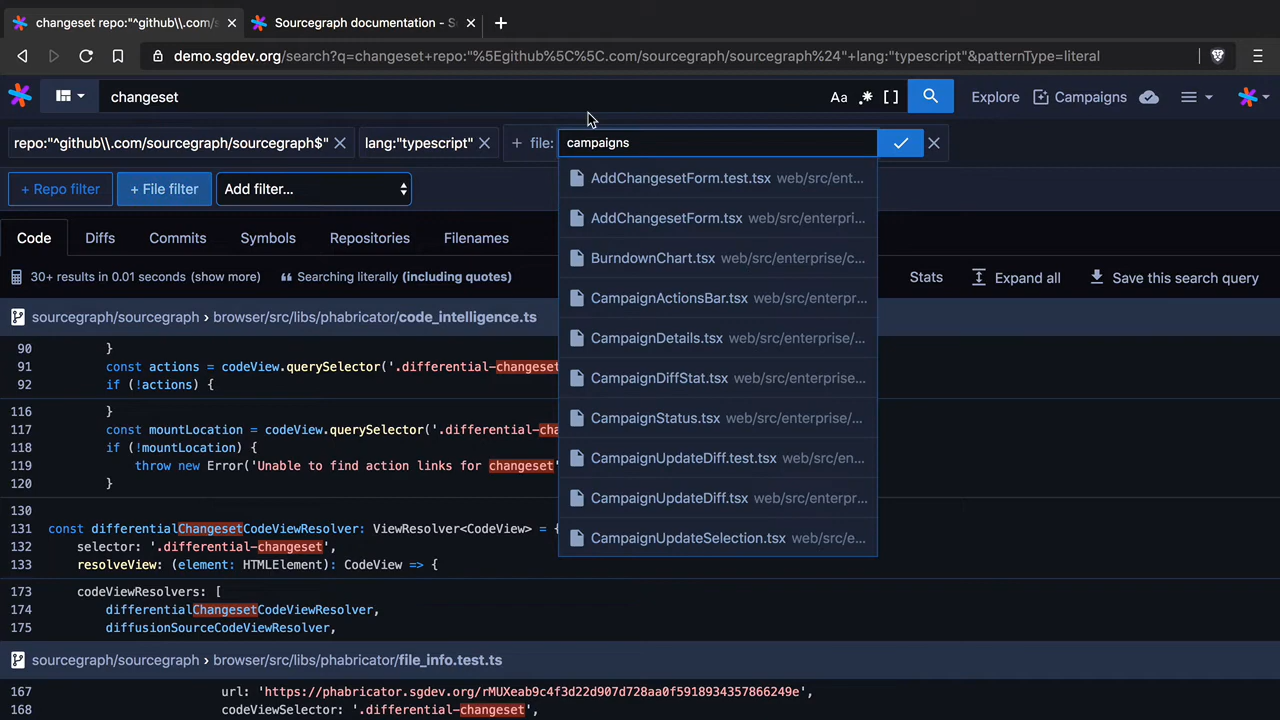 changeset repo:"^github\\.com/s
Sourcegraph documentation - So
demo.sgdev.org/search?q=changeset+repo:"%5Egithub%5C%5C.com/sourcegraph/sourcegraph%24"+lang:"typescript"&patternType=literal
changeset
Aa
.*
[]
Explore
Campaigns
repo:"^github\\.com/sourcegraph/sourcegraph$"
lang:"typescript"
+ file:
campaigns
+ Repo filter
+ File filter
Add filter...
AddChangesetForm.test.tsx web/src/ent...
AddChangesetForm.tsx web/src/enterpri...
BurndownChart.tsx web/src/enterprise/c...
CampaignActionsBar.tsx web/src/enterpr...
CampaignDetails.tsx web/src/enterprise/...
CampaignDiffStat.tsx web/src/enterprise...
CampaignStatus.tsx web/src/enterprise/...
CampaignUpdateDiff.test.tsx web/src/en...
CampaignUpdateDiff.tsx web/src/enterpr...
CampaignUpdateSelection.tsx web/src/e...
Code
Diffs
Commits
Symbols
Repositories
Filenames
30+ results in 0.01 seconds (show more)
Searching literally (including quotes)
Stats
Expand all
Save this search query
sourcegraph/sourcegraph › browser/src/libs/phabricator/code_intelligence.ts
90 }
91 const actions = codeView.querySelector('.differential-changeset
92 if (!actions) {
116 }
117 const mountLocation = codeView.querySelector('.differential-cha
118 if (!mountLocation) {
119 throw new Error('Unable to find action links for changeset
120 }
130
131 const differentialChangesetCodeViewResolver: ViewResolver<CodeView> = {
132 selector: '.differential-changeset',
133 resolveView: (element: HTMLElement): CodeView => {
173 codeViewResolvers: [
174 differentialChangesetCodeViewResolver,
175 diffusionSourceCodeViewResolver,
sourcegraph/sourcegraph › browser/src/libs/phabricator/file_info.test.ts
167 url: 'https://phabricator.sgdev.org/rMUXeab9c4f3d22d907d728aa0f5918934357866249e',
168 codeViewSelector: '.differential-changeset',